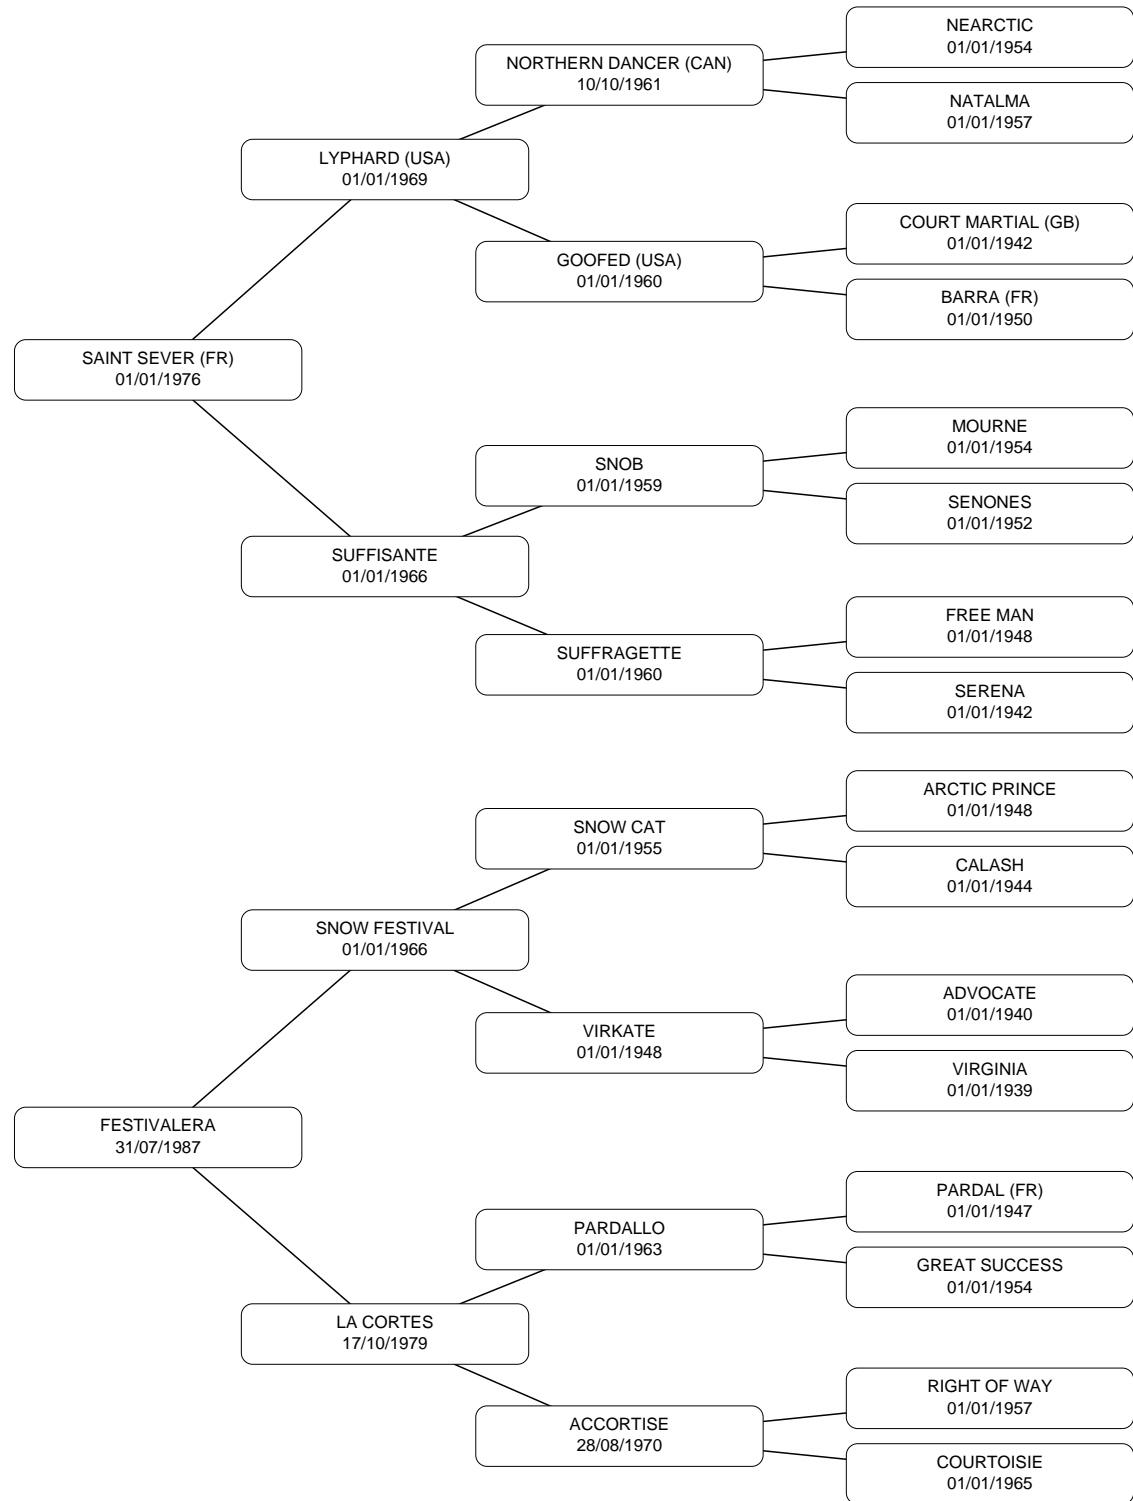 NEARCTIC
01/01/1954
NORTHERN DANCER (CAN)
10/10/1961
NATALMA
01/01/1957
LYPHARD (USA)
01/01/1969
COURT MARTIAL (GB)
01/01/1942
GOOFED (USA)
01/01/1960
BARRA (FR)
01/01/1950
SAINT SEVER (FR)
01/01/1976
MOURNE
01/01/1954
SNOB
01/01/1959
SENONES
01/01/1952
SUFFISANTE
01/01/1966
FREE MAN
01/01/1948
SUFFRAGETTE
01/01/1960
SERENA
01/01/1942
ARCTIC PRINCE
01/01/1948
SNOW CAT
01/01/1955
CALASH
01/01/1944
SNOW FESTIVAL
01/01/1966
ADVOCATE
01/01/1940
VIRKATE
01/01/1948
VIRGINIA
01/01/1939
FESTIVALERA
31/07/1987
PARDAL (FR)
01/01/1947
PARDALLO
01/01/1963
GREAT SUCCESS
01/01/1954
LA CORTES
17/10/1979
RIGHT OF WAY
01/01/1957
ACCORTISE
28/08/1970
COURTOISIE
01/01/1965